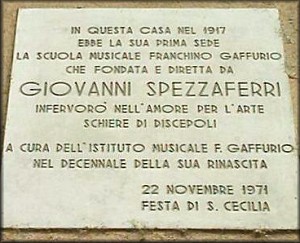 IN QUESTA CASA NEL 1917
EBBE LA SUA PRIMA SEDE
LA SCUOLA MUSICALE FRANCHINO GAFFURIO
CHE FONDATA E DIRETTA DA
GIOVANNI SPEZZAFERRI
INFERVORÒ NELL'AMORE PER L'ARTE
SCHIERE DI DISCEPOLI
A CURA DELL'ISTITUTO MUSICALE F. GAFFURIO
NEL DECENNALE DELLA SUA RINASCITA
22 NOVEMBRE 1971
FESTA DI S. CECILIA